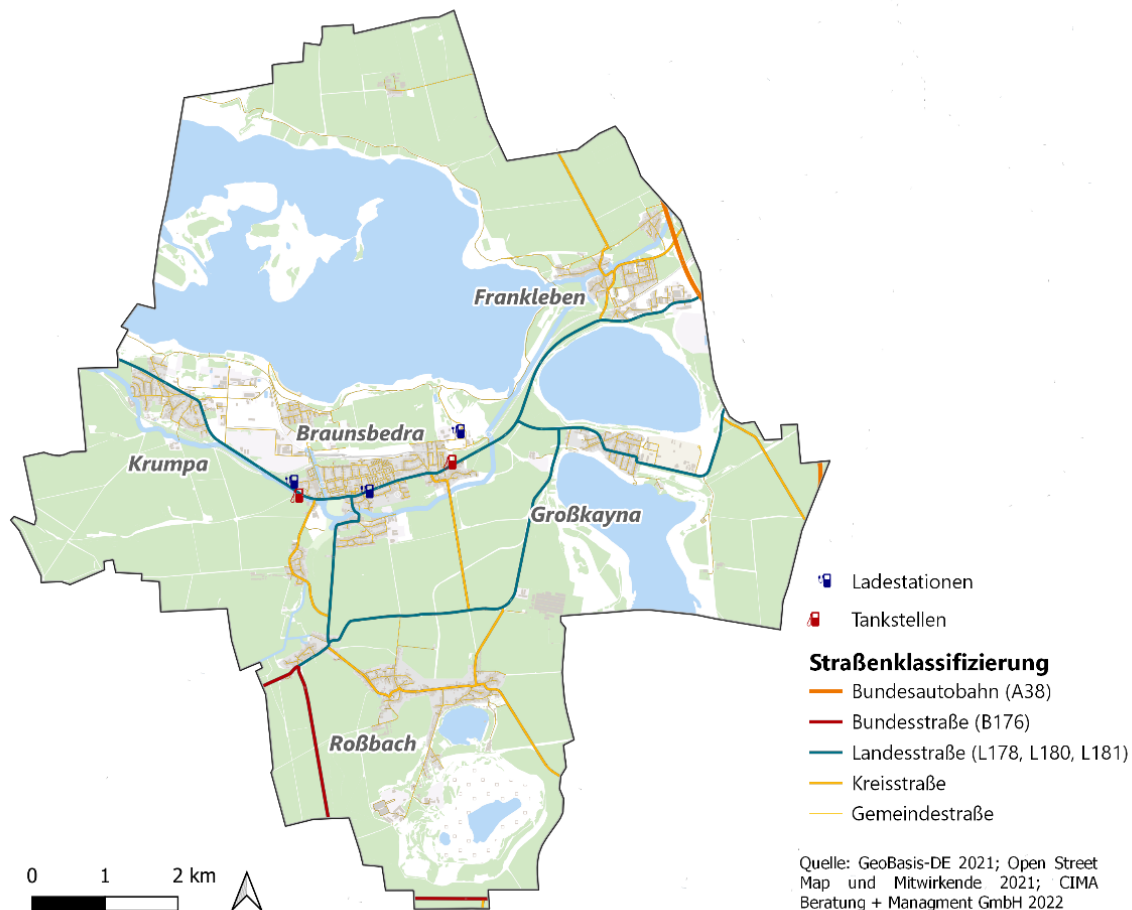 Frankleben
Braunsbedra
Krumpa
Großkayna
Roßbach
Ladestationen
Tankstellen
Straßenklassifizierung
Bundesautobahn (A38)
Bundesstraße (B176)
Landesstraße (L178, L180, L181)
Kreisstraße
Gemeindestraße
0 1 2 km
Quelle: GeoBasis-DE 2021; Open Street
Map und Mitwirkende 2021; CIMA
Beratung + Managment GmbH 2022